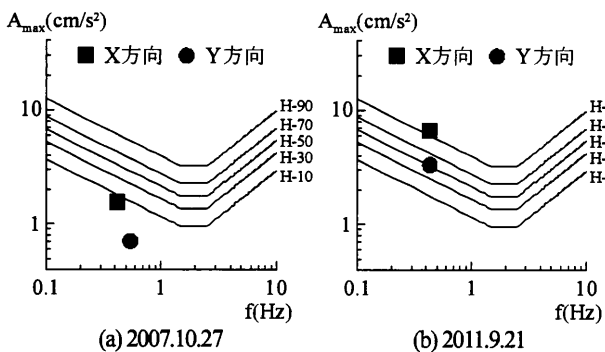 A_max(cm/s²)
■ X方向 ● Y方向
10
1
H-90
H-70
H-50
H-30
H-10
0.1 1 10
f(Hz)
(a) 2007.10.27
A_max(cm/s²)
■ X方向 ● Y方向
10
1
H-
H-
H-
H-
H-
0.1 1 10
f(Hz)
(b) 2011.9.21